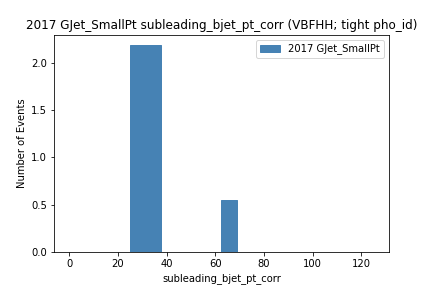 2017 GJet_SmallPt subleading_bjet_pt_corr (VBFHH; tight pho_id)
2017 GJet_SmallPt
Number of Events
2.0
1.5
1.0
0.5
0.0
0 20 40 60 80 100 120
subleading_bjet_pt_corr